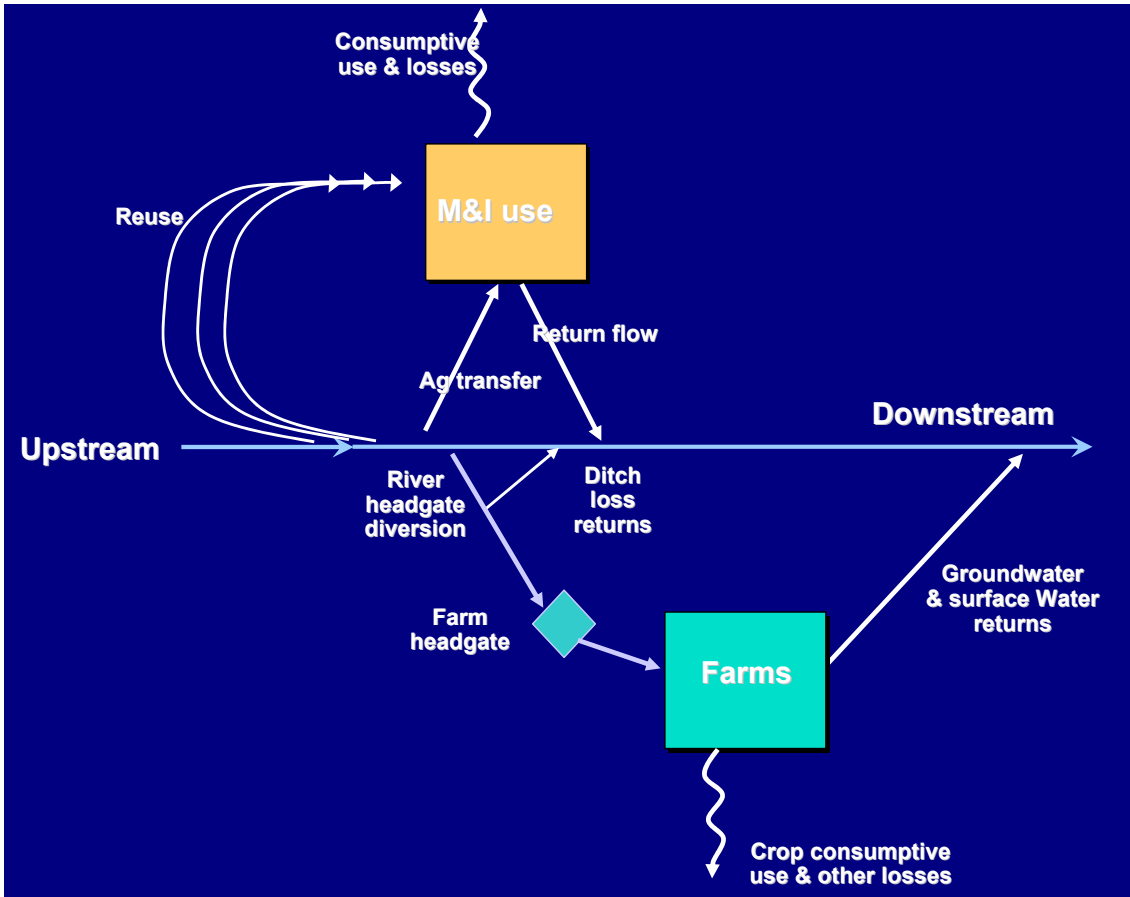 Consumptive
use & losses
M&I use
Reuse
Return flow
Ag transfer
Downstream
Upstream
River
headgate
diversion
Ditch
loss
returns
Groundwater
& surface Water
returns
Farm
headgate
Farms
Crop consumptive
use & other losses